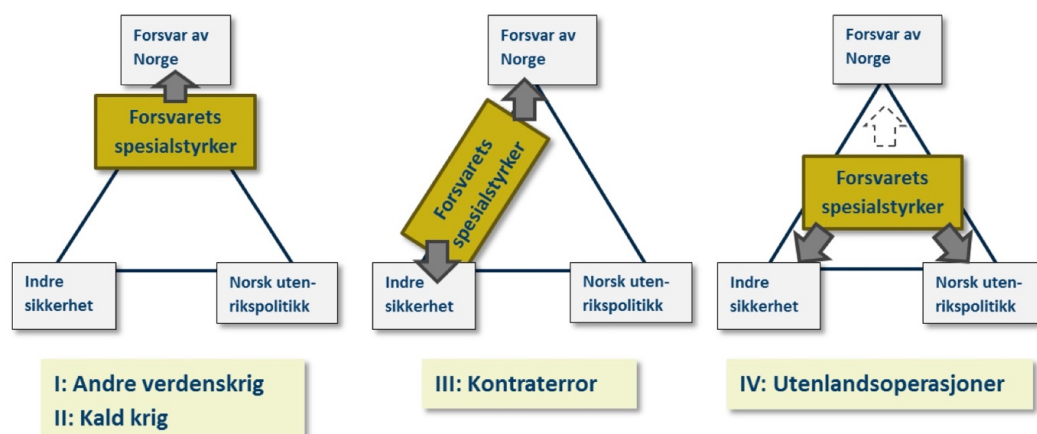 Forsvar av
Norge
Forsvarets
spesialstyrker
Indre
sikkerhet
Norsk uten-
rikspolitikk
I: Andre verdenskrig
II: Kald krig
Forsvar av
Norge
Forsvarets
spesialstyrker
Indre
sikkerhet
Norsk uten-
rikspolitikk
III: Kontraterror
Forsvar av
Norge
Forsvarets
spesialstyrker
Indre
sikkerhet
Norsk uten-
rikspolitikk
IV: Utenlandsoperasjoner